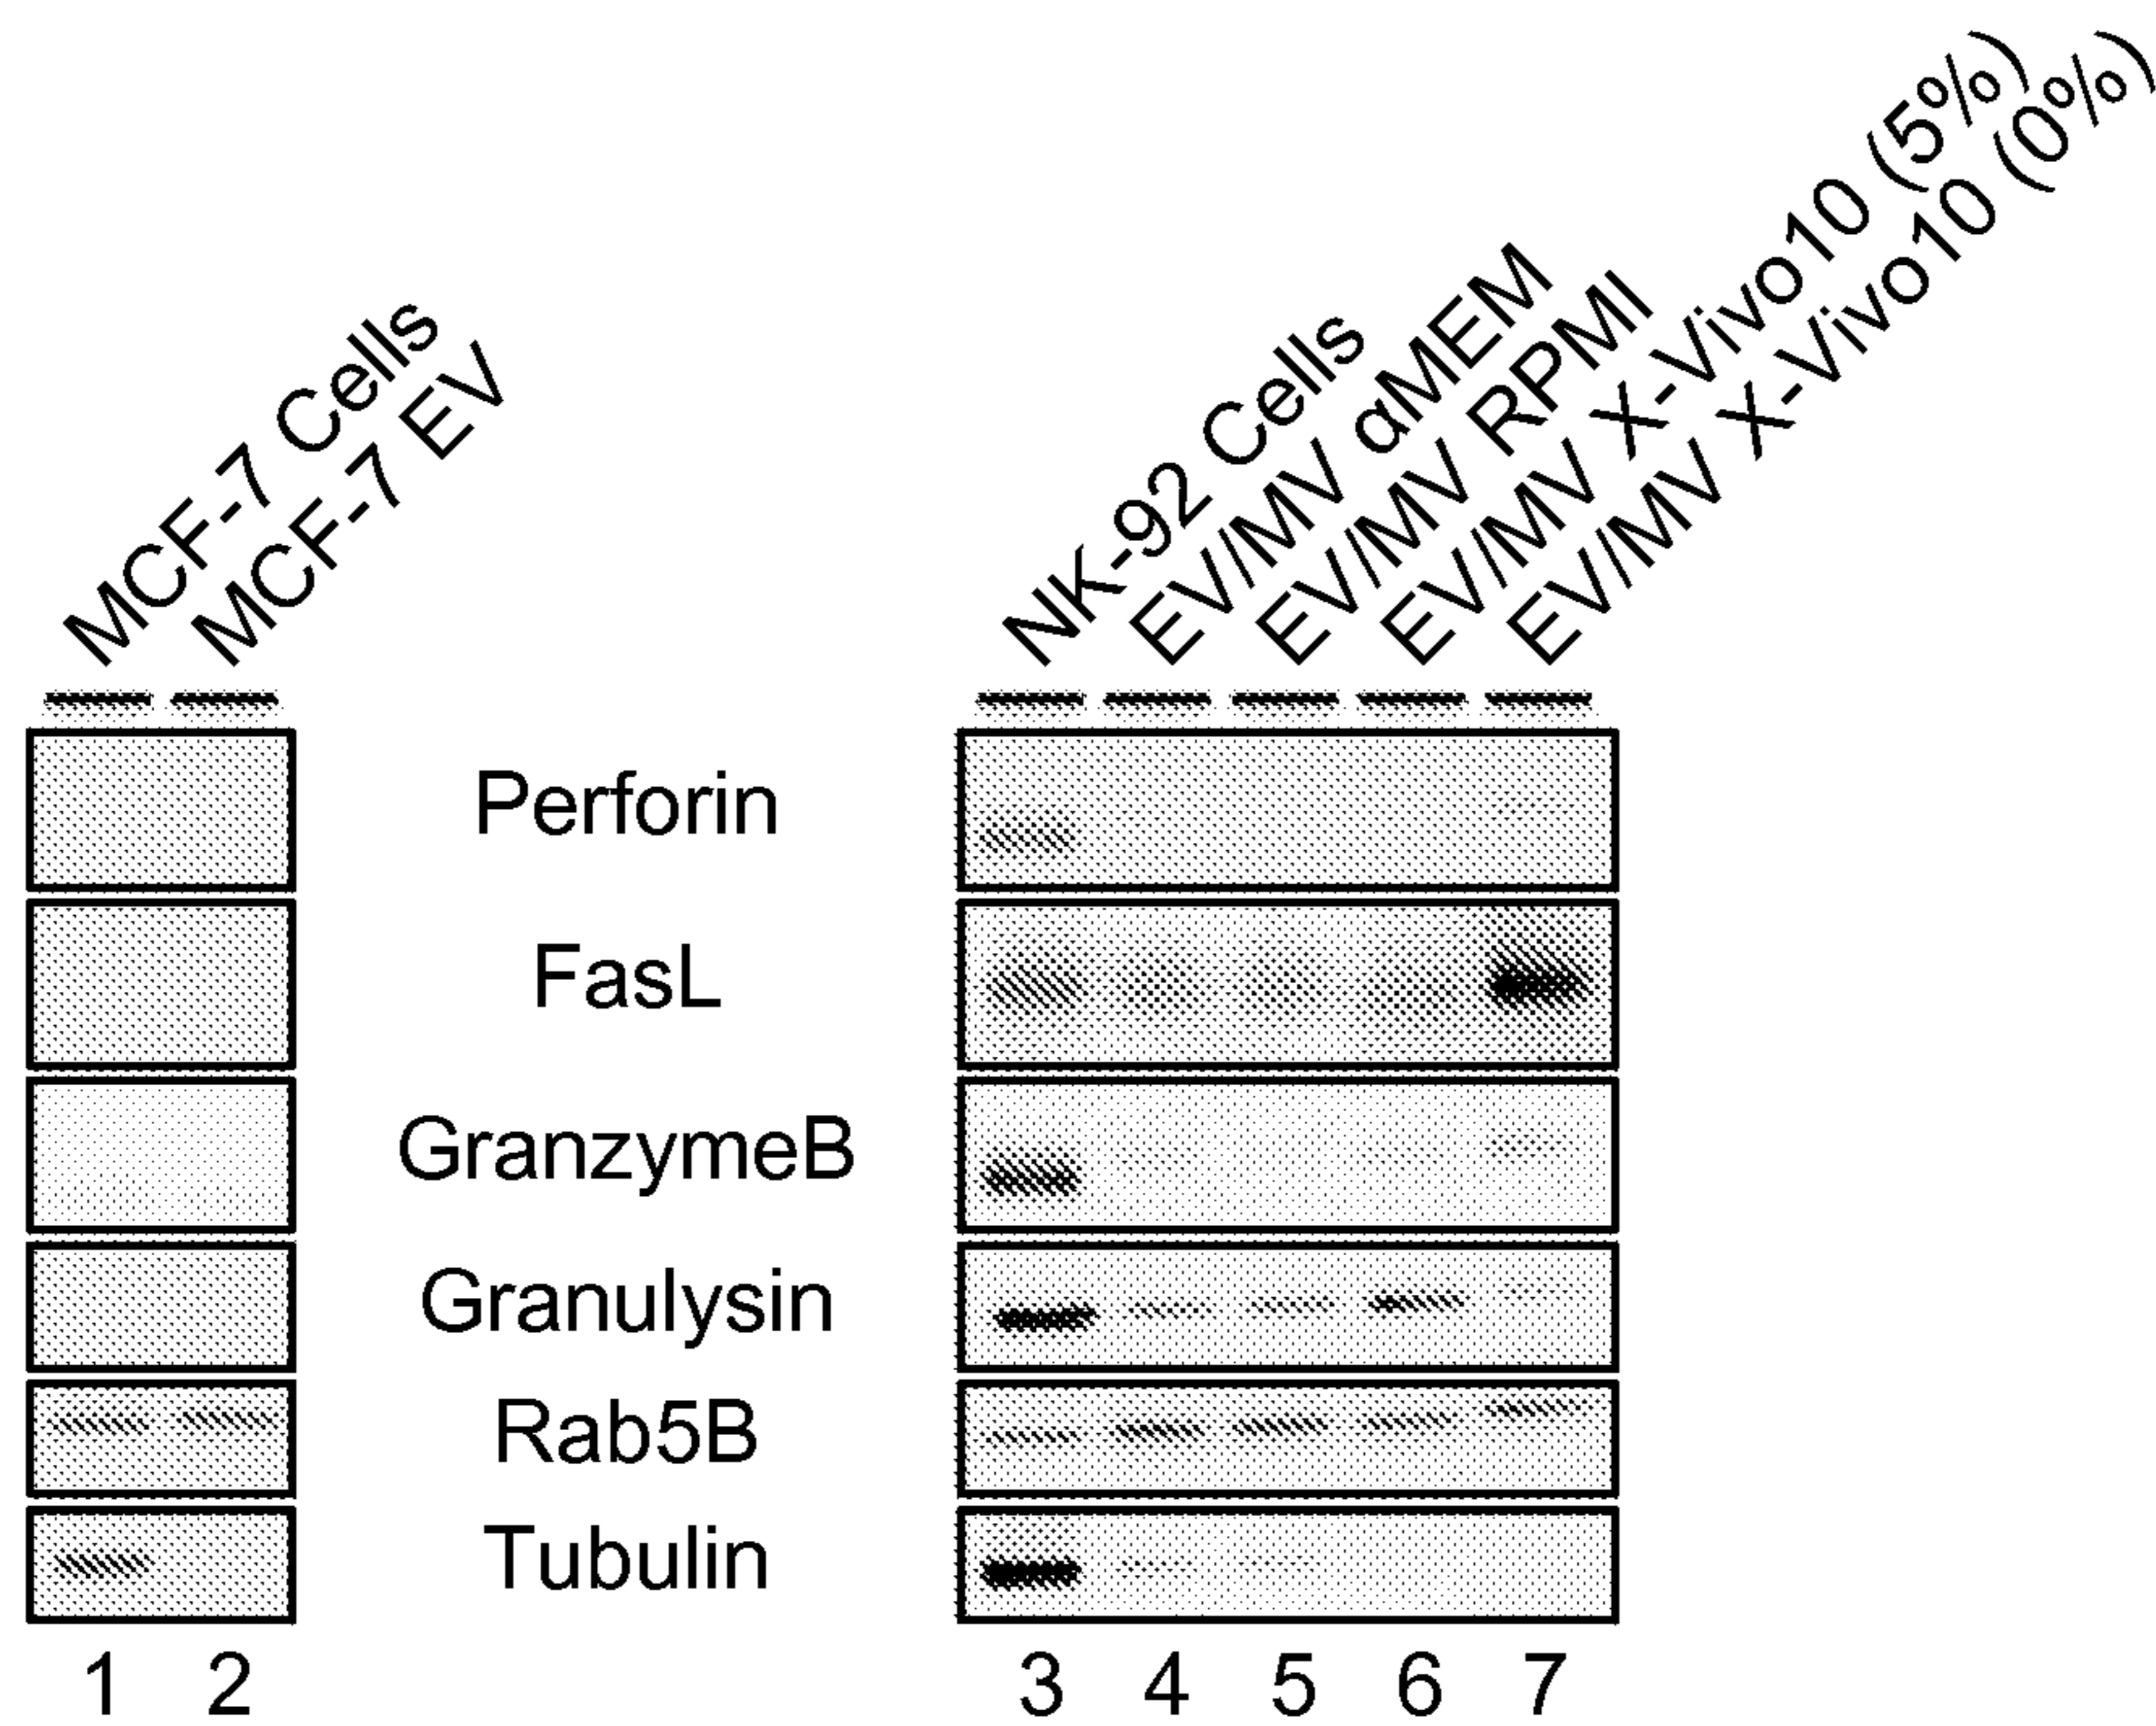 MCF-7 Cells
MCF-7 EV
NK-92 Cells
EV/MV αMEM
EV/MV RPMI
EV/MV X-Vivo10 (5%)
EV/MV X-Vivo10 (0%)
Perforin
FasL
GranzymeB
Granulysin
Rab5B
Tubulin
1 2 3 4 5 6 7